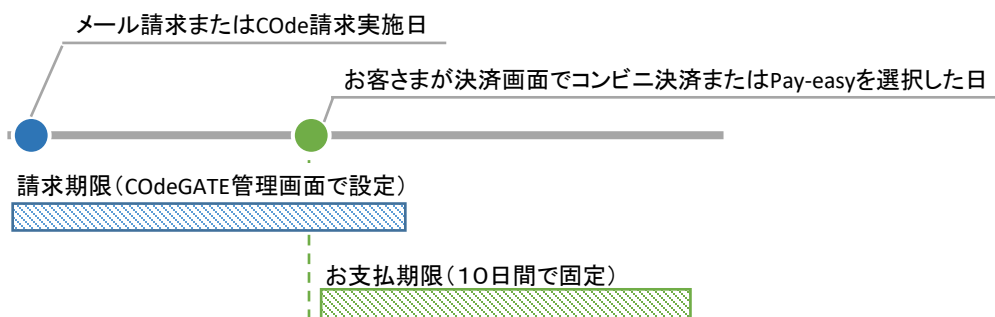 メール請求またはCOde請求実施日
お客さまが決済画面でコンビニ決済またはPay-easyを選択した日
請求期限（COdeGATE管理画面で設定）
お支払期限（１０日間で固定）